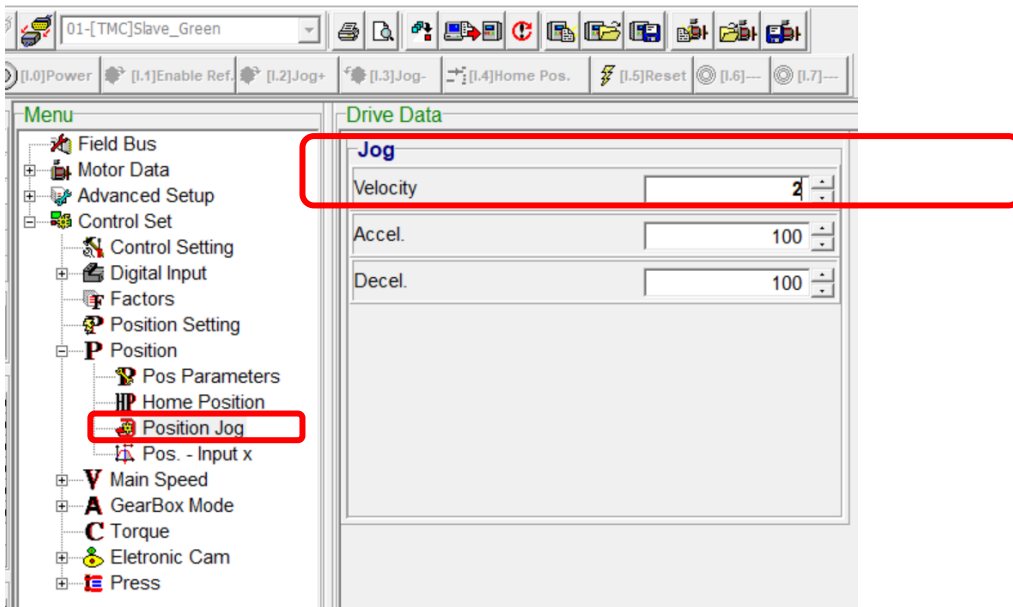 01-[TMC]Slave_Green
[I.0]Power [I.1]Enable Ref. [I.2]Jog+ [I.3]Jog- [I.4]Home Pos. [I.5]Reset [I.6]--- [I.7]---
Menu
Field Bus
Motor Data
Advanced Setup
Control Set
Control Setting
Digital Input
Factors
Position Setting
P Position
Pos Parameters
HP Home Position
Position Jog
Pos. - Input x
V Main Speed
A GearBox Mode
C Torque
Eletronic Cam
Press
Drive Data
Jog
Velocity 2
Accel. 100
Decel. 100